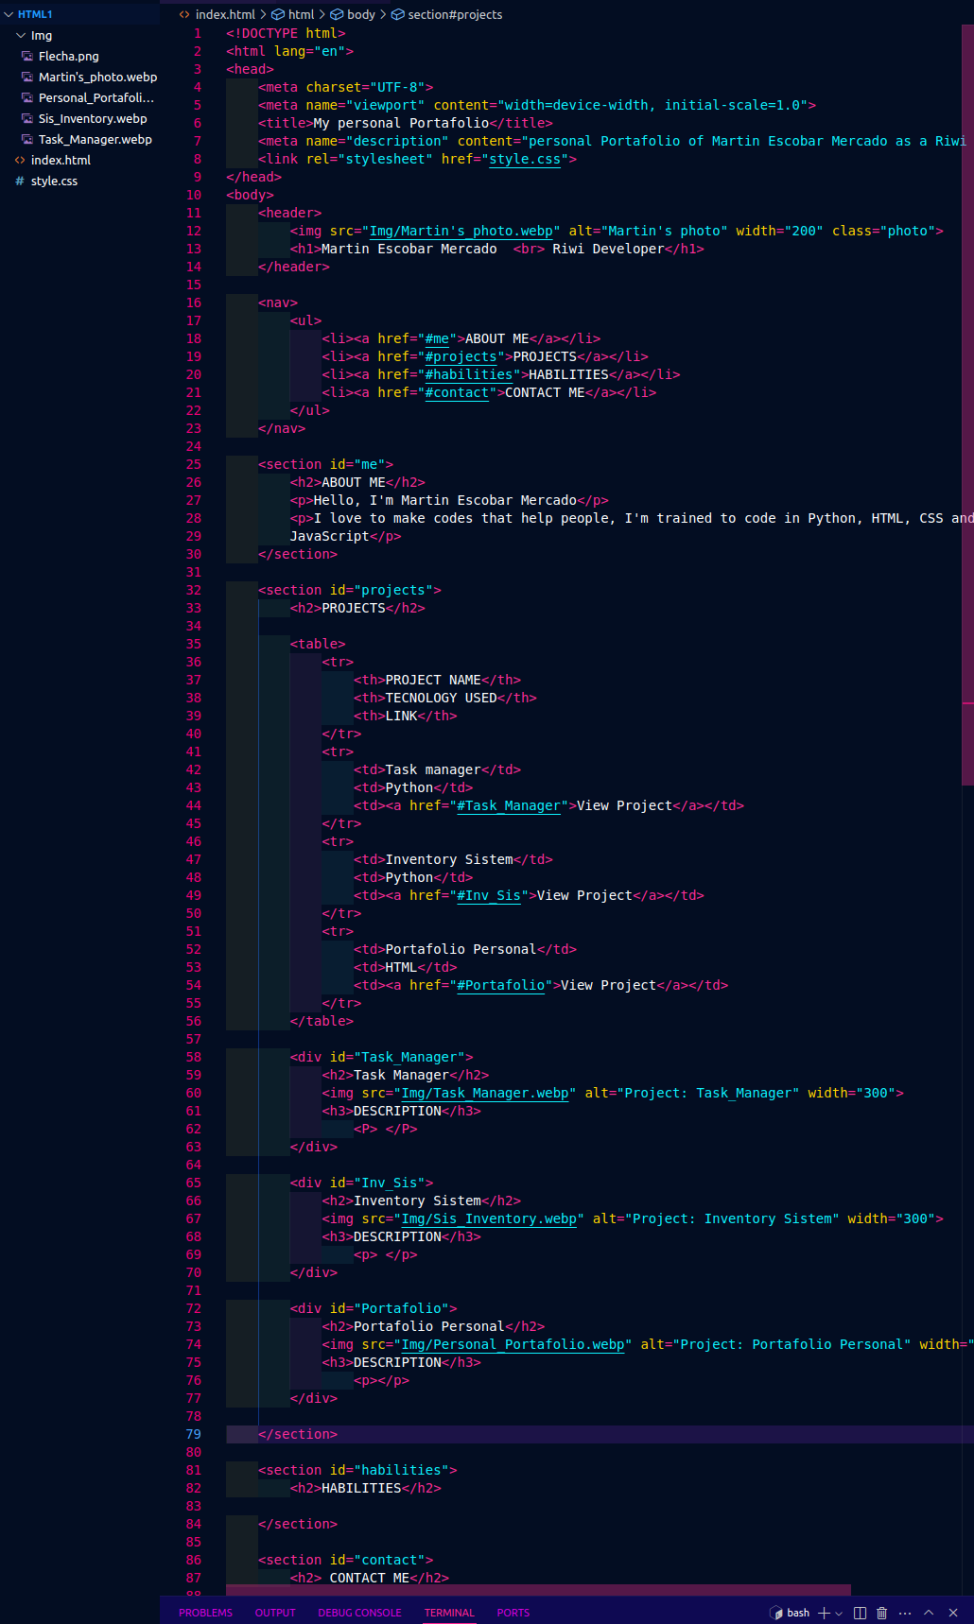 HTML1
Img
Flecha.png
Martin's_photo.webp
Personal_Portafoli...
Sis_Inventory.webp
Task_Manager.webp
<> index.html
# style.css
<> index.html > html > body > section#projects
1 <!DOCTYPE html>
2 <html lang="en">
3 <head>
4 <meta charset="UTF-8">
5 <meta name="viewport" content="width=device-width, initial-scale=1.0">
6 <title>My personal Portafolio</title>
7 <meta name="description" content="personal Portafolio of Martin Escobar Mercado as a Riwi
8 <link rel="stylesheet" href="style.css">
9 </head>
10 <body>
11 <header>
12 <img src="Img/Martin's_photo.webp" alt="Martin's photo" width="200" class="photo">
13 <h1>Martin Escobar Mercado <br> Riwi Developer</h1>
14 </header>
15
16 <nav>
17 <ul>
18 <li><a href="#me">ABOUT ME</a></li>
19 <li><a href="#projects">PROJECTS</a></li>
20 <li><a href="#habilities">HABILITIES</a></li>
21 <li><a href="#contact">CONTACT ME</a></li>
22 </ul>
23 </nav>
24
25 <section id="me">
26 <h2>ABOUT ME</h2>
27 <p>Hello, I'm Martin Escobar Mercado</p>
28 <p>I love to make codes that help people, I'm trained to code in Python, HTML, CSS and
29 JavaScript</p>
30 </section>
31
32 <section id="projects">
33 <h2>PROJECTS</h2>
34
35 <table>
36 <tr>
37 <th>PROJECT NAME</th>
38 <th>TECNOLOGY USED</th>
39 <th>LINK</th>
40 </tr>
41 <tr>
42 <td>Task manager</td>
43 <td>Python</td>
44 <td><a href="#Task_Manager">View Project</a></td>
45 </tr>
46 <tr>
47 <td>Inventory Sistem</td>
48 <td>Python</td>
49 <td><a href="#Inv_Sis">View Project</a></td>
50 </tr>
51 <tr>
52 <td>Portafolio Personal</td>
53 <td>HTML</td>
54 <td><a href="#Portafolio">View Project</a></td>
55 </tr>
56 </table>
57
58 <div id="Task_Manager">
59 <h2>Task Manager</h2>
60 <img src="Img/Task_Manager.webp" alt="Project: Task_Manager" width="300">
61 <h3>DESCRIPTION</h3>
62 <P> </P>
63 </div>
64
65 <div id="Inv_Sis">
66 <h2>Inventory Sistem</h2>
67 <img src="Img/Sis_Inventory.webp" alt="Project: Inventory Sistem" width="300">
68 <h3>DESCRIPTION</h3>
69 <p> </p>
70 </div>
71
72 <div id="Portafolio">
73 <h2>Portafolio Personal</h2>
74 <img src="Img/Personal_Portafolio.webp" alt="Project: Portafolio Personal" width="
75 <h3>DESCRIPTION</h3>
76 <p></p>
77 </div>
78
79 </section>
80
81 <section id="habilities">
82 <h2>HABILITIES</h2>
83
84 </section>
85
86 <section id="contact">
87 <h2> CONTACT ME</h2>
88
PROBLEMS OUTPUT DEBUG CONSOLE TERMINAL PORTS bash